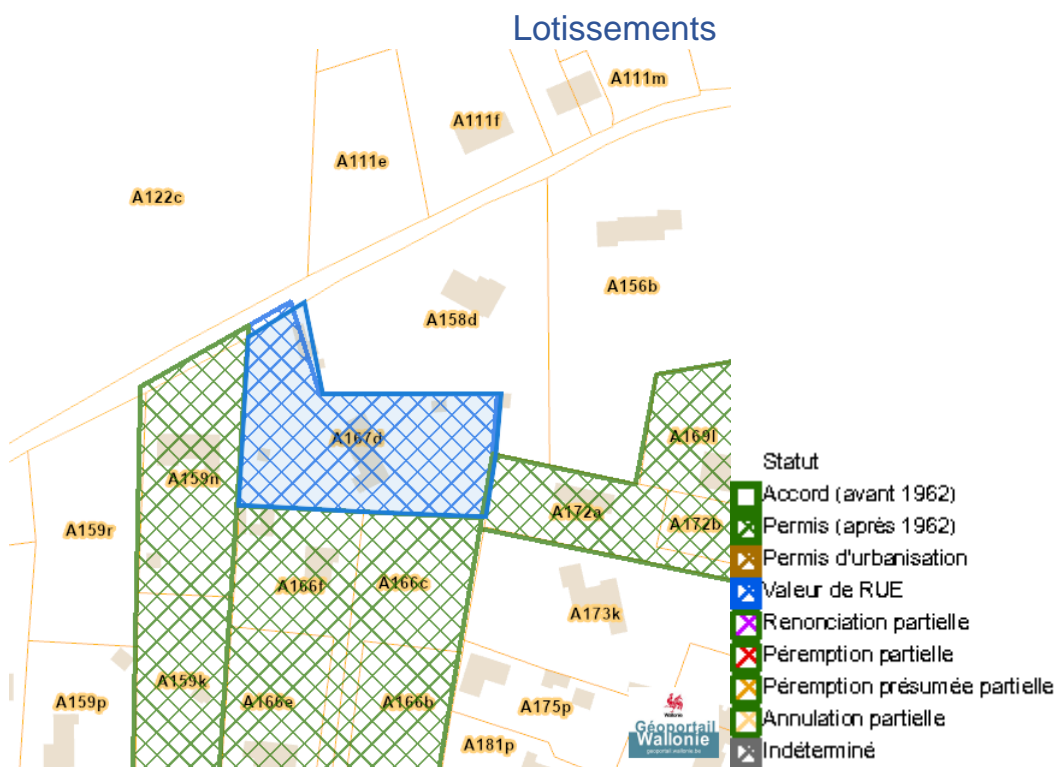 Lotissements
A111m
A111f
A111e
A122c
A156b
A158d
A167d
A169l
A159n
A172a
A172b
A159r
A166f
A166c
A173k
A159k
A166e
A166b
A159p
A175p
A181p
Wallonie
Géoportail
Wallonie
geoportail.wallonie.be
Statut
Accord (avant 1962)
Permis (après 1962)
Permis d'urbanisation
Valeur de RUE
Renonciation partielle
Péremption partielle
Péremption présumée partielle
Annulation partielle
Indéterminé